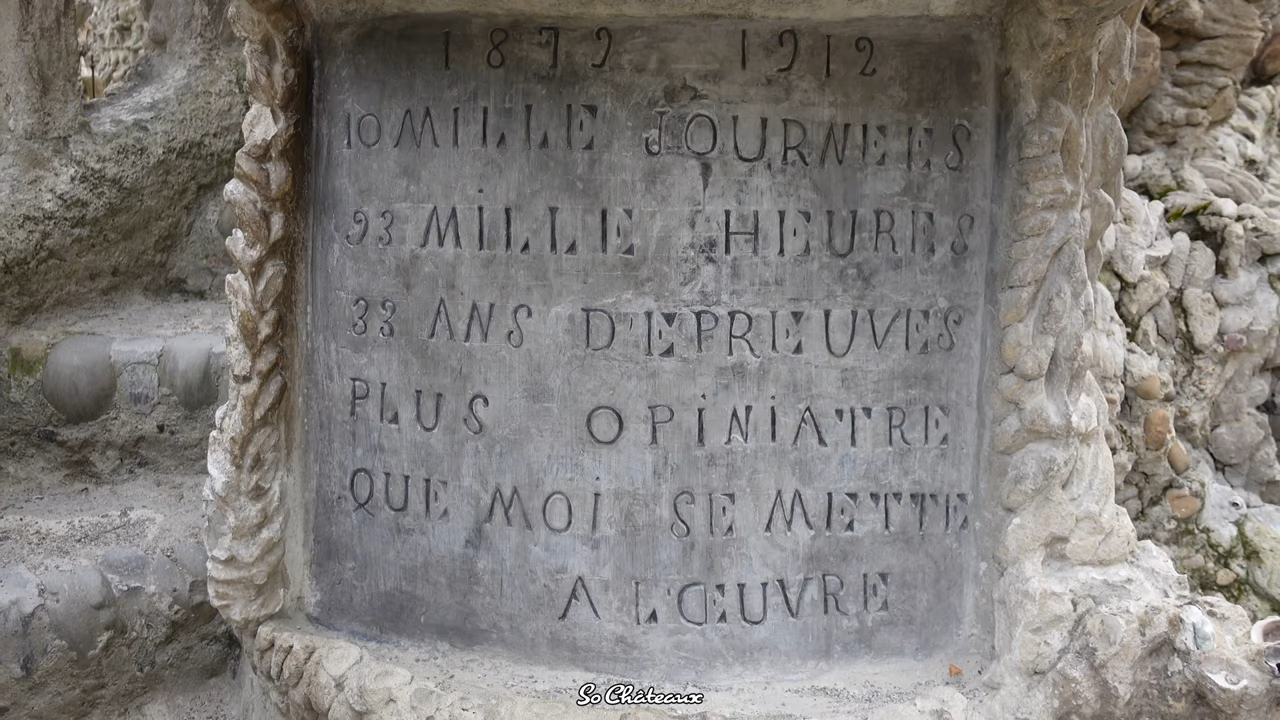 1879 1912
10 MILLE JOURNEES
93 MILLE HEURES
33 ANS D'EPREUVES
PLUS OPINIATRE
QUE MOI SE METTE
A L'ŒUVRE
So Châteaux